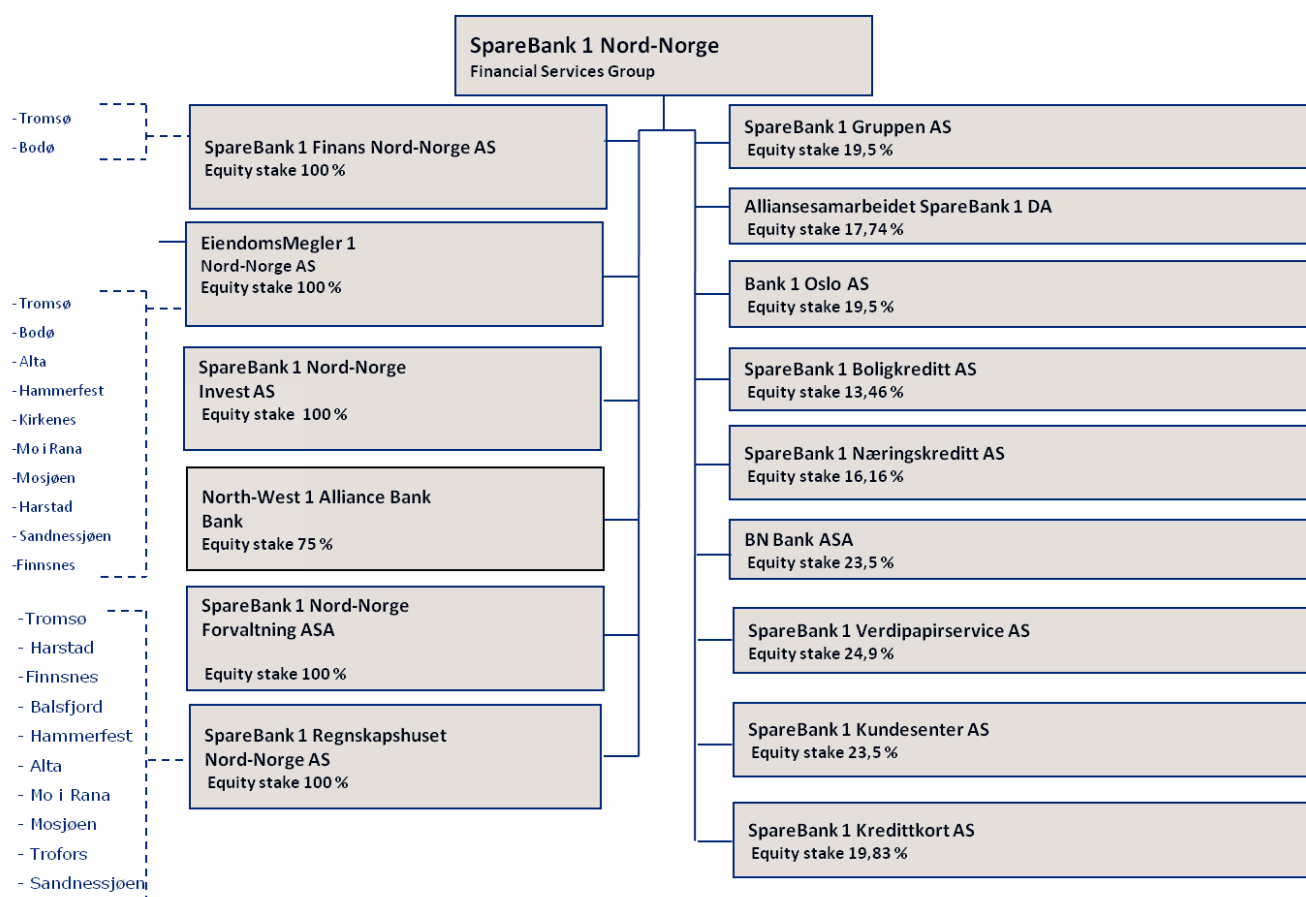 SpareBank 1 Nord-Norge
Financial Services Group
-Tromsø
-Bodø
SpareBank 1 Finans Nord-Norge AS
Equity stake 100 %
EiendomsMegler 1
Nord-Norge AS
Equity stake 100 %
-Tromsø
-Bodø
-Alta
-Hammerfest
-Kirkenes
-Mo i Rana
-Mosjøen
-Harstad
-Sandnessjøen
-Finnsnes
SpareBank 1 Nord-Norge
Invest AS
Equity stake 100 %
North-West 1 Alliance Bank
Bank
Equity stake 75 %
SpareBank 1 Nord-Norge
Forvaltning ASA
Equity stake 100 %
-Tromsø
- Harstad
-Finnsnes
- Balsfjord
- Hammerfest
- Alta
- Mo i Rana
- Mosjøen
- Trofors
- Sandnessjøen
SpareBank 1 Regnskapshuset
Nord-Norge AS
Equity stake 100 %
SpareBank 1 Gruppen AS
Equity stake 19,5 %
Alliansesamarbeidet SpareBank 1 DA
Equity stake 17,74 %
Bank 1 Oslo AS
Equity stake 19,5 %
SpareBank 1 Boligkreditt AS
Equity stake 13,46 %
SpareBank 1 Næringskreditt AS
Equity stake 16,16 %
BN Bank ASA
Equity stake 23,5 %
SpareBank 1 Verdipapirservice AS
Equity stake 24,9 %
SpareBank 1 Kundesenter AS
Equity stake 23,5 %
SpareBank 1 Kredittkort AS
Equity stake 19,83 %